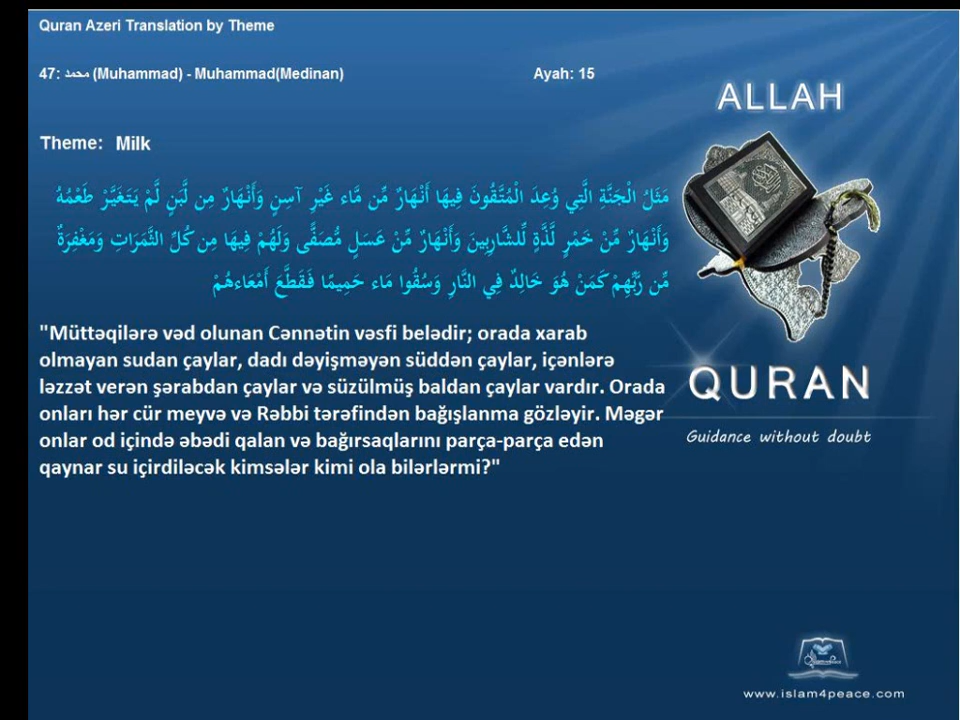 Quran Azeri Translation by Theme
47: محمد (Muhammad) - Muhammad(Medinan) Ayah: 15
Theme: Milk
مَثَلُ الْجَنَّةِ الَّتِي وُعِدَ الْمُتَّقُونَ فِيهَا أَنْهَارٌ مِّن مَّاء غَيْرِ آسِنٍ وَأَنْهَارٌ مِن لَّبَنٍ لَّمْ يَتَغَيَّرْ طَعْمُهُ
وَأَنْهَارٌ مِّنْ خَمْرٍ لَّذَّةٍ لِّلشَّارِبِينَ وَأَنْهَارٌ مِّنْ عَسَلٍ مُّصَفًّى وَلَهُمْ فِيهَا مِن كُلِّ الثَّمَرَاتِ وَمَغْفِرَةٌ
مِّن رَّبِّهِمْ كَمَنْ هُوَ خَالِدٌ فِي النَّارِ وَسُقُوا مَاء حَمِيمًا فَقَطَّعَ أَمْعَاءهُمْ
"Müttəqilərə vəd olunan Cənnətin vəsfi belədir; orada xarab
olmayan sudan çaylar, dadı dəyişməyən süddən çaylar, içənlərə
ləzzət verən şərabdan çaylar və süzülmüş baldan çaylar vardır. Orada
onları hər cür meyvə və Rəbbi tərəfindən bağışlanma gözləyir. Məgər
onlar od içində əbədi qalan və bağırsaqlarını parça-parça edən
qaynar su içirdiləcək kimsələr kimi ola bilərlərmi?"
ALLAH
QURAN
Guidance without doubt
www.islam4peace.com